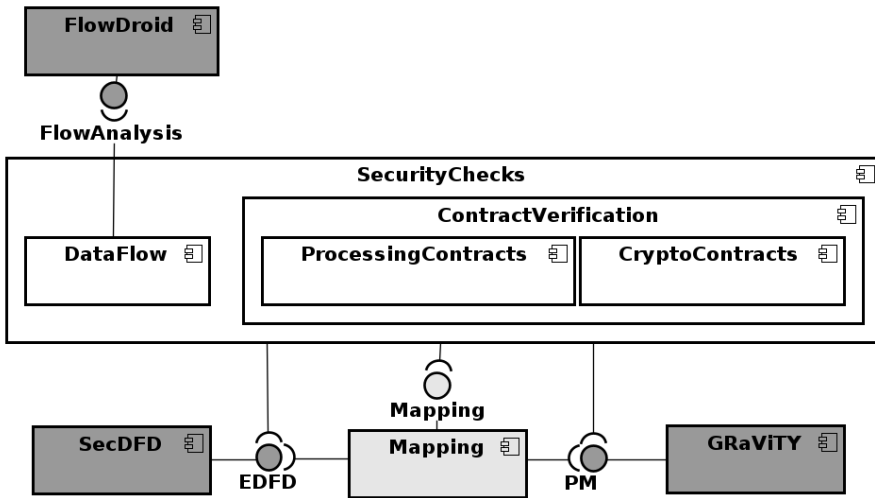 FlowDroid
FlowAnalysis
SecurityChecks
ContractVerification
DataFlow
ProcessingContracts
CryptoContracts
Mapping
SecDFD
Mapping
GRaViTY
EDFD
PM